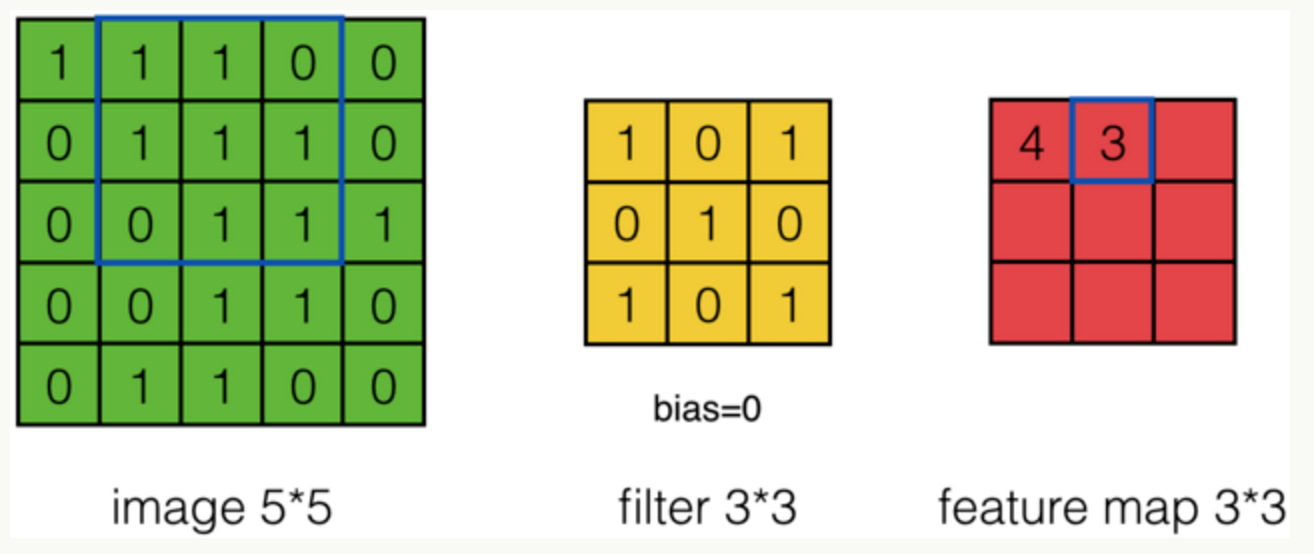 1 1 1 0 0
0 1 1 1 0
0 0 1 1 1
0 0 1 1 0
0 1 1 0 0
image 5*5
1 0 1
0 1 0
1 0 1
bias=0
filter 3*3
4 3
feature map 3*3